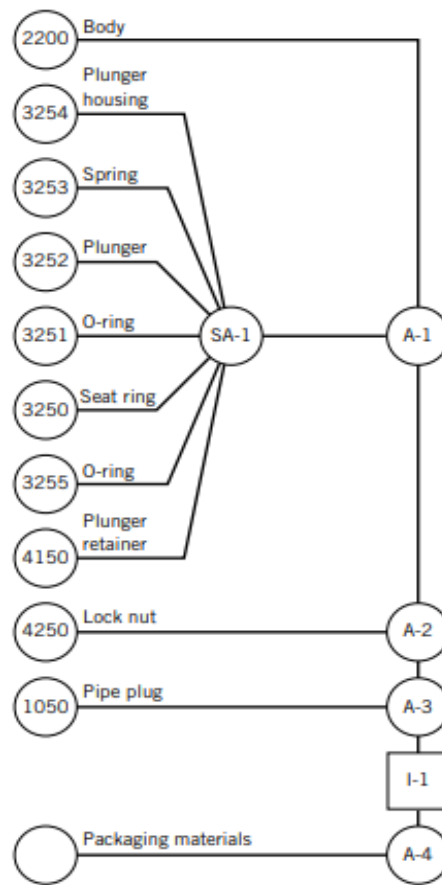 Body
2200
Plunger
housing
3254
Spring
3253
Plunger
3252
O-ring
3251
SA-1
A-1
Seat ring
3250
O-ring
3255
Plunger
retainer
4150
Lock nut
4250
A-2
Pipe plug
1050
A-3
I-1
Packaging materials
A-4